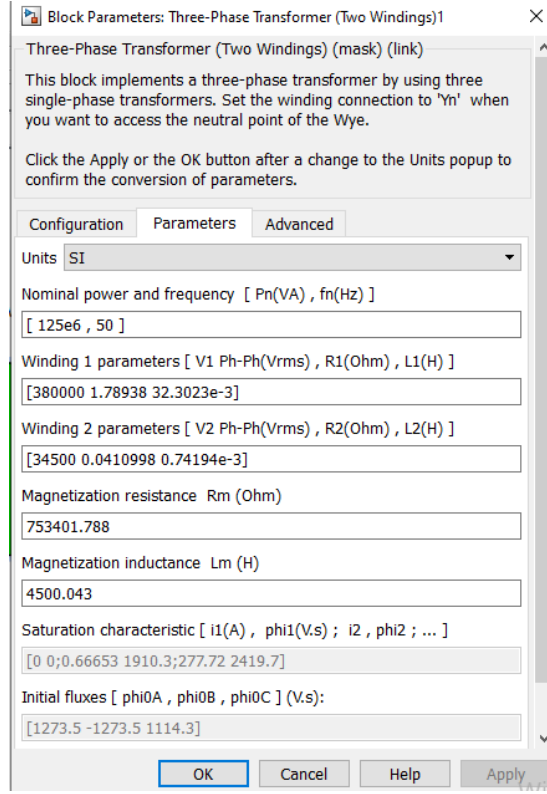 Block Parameters: Three-Phase Transformer (Two Windings)1
Three-Phase Transformer (Two Windings) (mask) (link)
This block implements a three-phase transformer by using three
single-phase transformers. Set the winding connection to 'Yn' when
you want to access the neutral point of the Wye.
Click the Apply or the OK button after a change to the Units popup to
confirm the conversion of parameters.
Configuration Parameters Advanced
Units SI
Nominal power and frequency [ Pn(VA) , fn(Hz) ]
[ 125e6 , 50 ]
Winding 1 parameters [ V1 Ph-Ph(Vrms) , R1(Ohm) , L1(H) ]
[380000 1.78938 32.3023e-3]
Winding 2 parameters [ V2 Ph-Ph(Vrms) , R2(Ohm) , L2(H) ]
[34500 0.0410998 0.74194e-3]
Magnetization resistance Rm (Ohm)
753401.788
Magnetization inductance Lm (H)
4500.043
Saturation characteristic [ i1(A) , phi1(V.s) ; i2 , phi2 ; ... ]
[0 0;0.66653 1910.3;277.72 2419.7]
Initial fluxes [ phi0A , phi0B , phi0C ] (V.s):
[1273.5 -1273.5 1114.3]
OK Cancel Help Apply